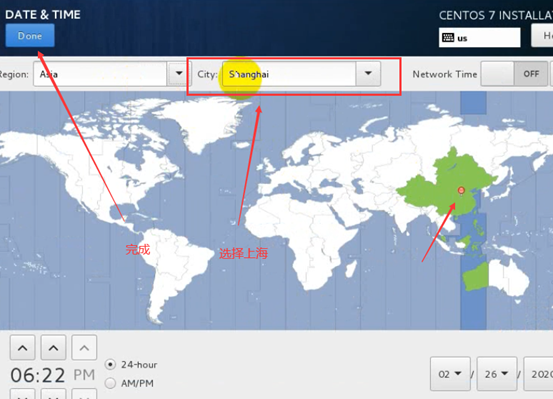 DATE & TIME
CENTOS 7 INSTALLA
Done
us
He
Region:
Asia
City:
Shanghai
Network Time
OFF
完成
选择上海
06:22 PM
24-hour
AM/PM
02 / 26 / 2020